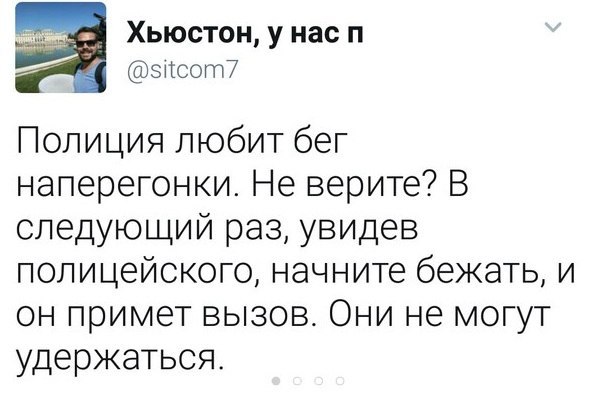 Хьюстон, у нас п
@sitcom7
Полиция любит бег
наперегонки. Не верите? В
следующий раз, увидев
полицейского, начните бежать, и
он примет вызов. Они не могут
удержаться.